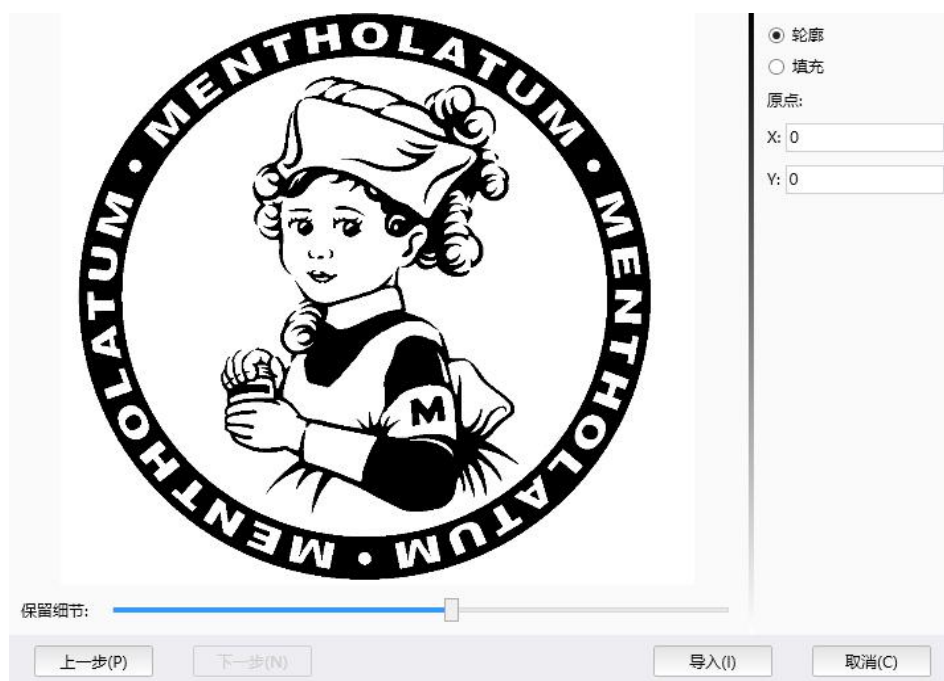 MENTHOLATUM • MENTHOLATUM • MENTHOLATUM •
M
轮廓
填充
原点:
X: 0
Y: 0
保留细节:
上一步(P)
下一步(N)
导入(I)
取消(C)